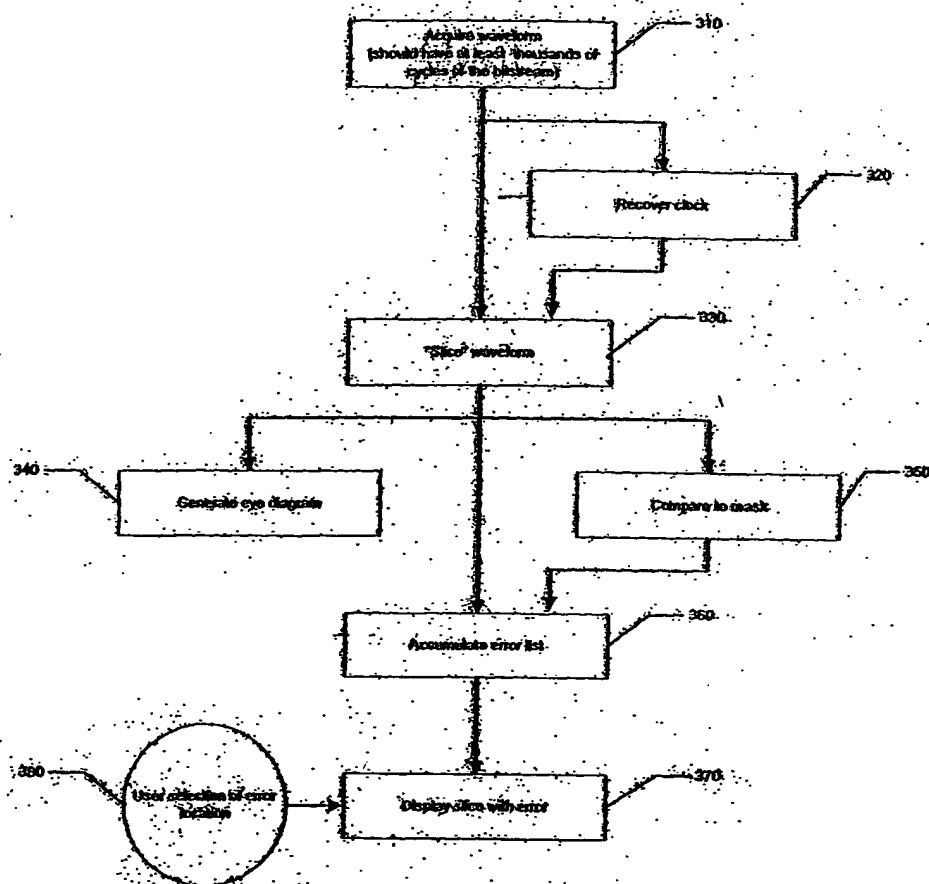 310
Acquire waveform
(should have at least thousands of
cycles of the bitstream)
320
Recover clock
330
"Slice" waveform
340
Generate eye diagram
350
Compare to mask
360
Accumulate error list
380
User selection of error
location
370
Display slice with error